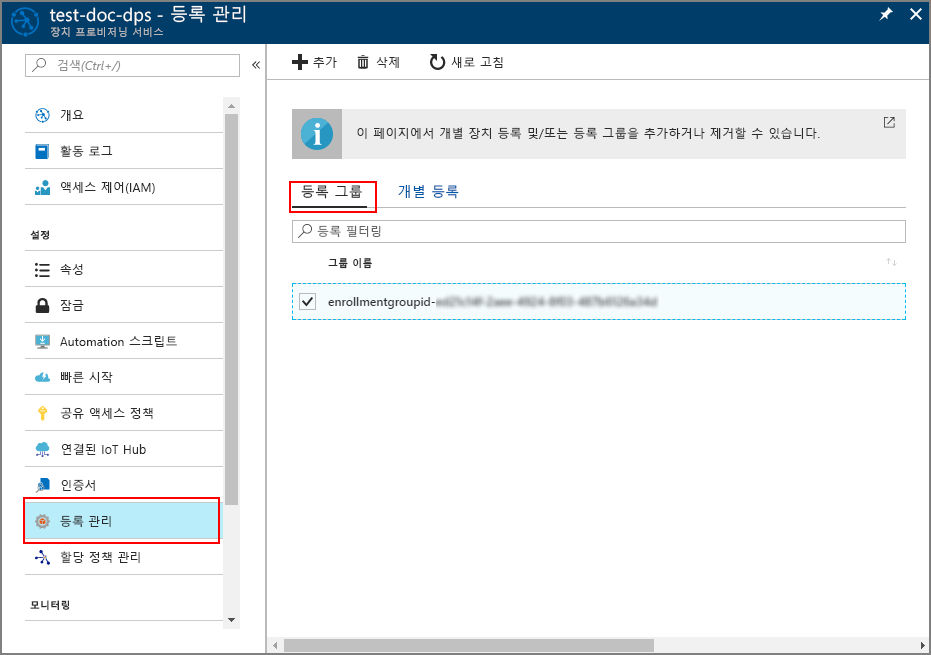 test-doc-dps - 등록 관리
장치 프로비저닝 서비스
검색(Ctrl+/)
개요
활동 로그
액세스 제어(IAM)
설정
속성
잠금
Automation 스크립트
빠른 시작
공유 액세스 정책
연결된 IoT Hub
인증서
등록 관리
할당 정책 관리
모니터링
추가 삭제 새로 고침
이 페이지에서 개별 장치 등록 및/또는 등록 그룹을 추가하거나 제거할 수 있습니다.
등록 그룹 개별 등록
등록 필터링
그룹 이름
enrollmentgroupid-